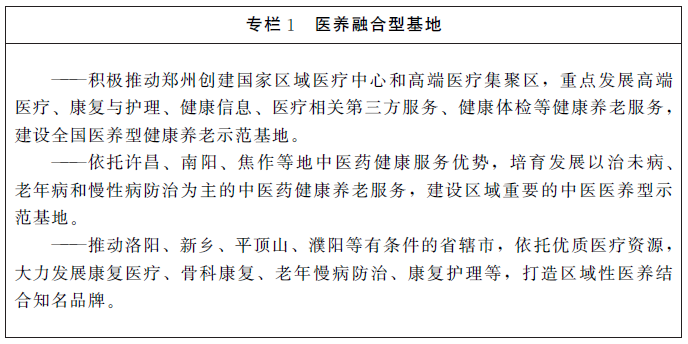 专栏1 医养融合型基地
——积极推动郑州创建国家区域医疗中心和高端医疗集聚区，重点发展高端
医疗、康复与护理、健康信息、医疗相关第三方服务、健康体检等健康养老服务，
建设全国医养型健康养老示范基地。
——依托许昌、南阳、焦作等地中医药健康服务优势，培育发展以治未病、
老年病和慢性病防治为主的中医药健康养老服务，建设区域重要的中医医养型示
范基地。
——推动洛阳、新乡、平顶山、濮阳等有条件的省辖市，依托优质医疗资源，
大力发展康复医疗、骨科康复、老年慢病防治、康复护理等，打造区域性医养结
合知名品牌。